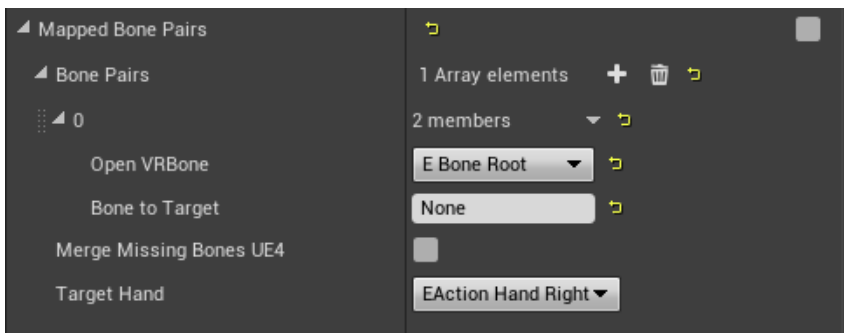 Mapped Bone Pairs
Bone Pairs 1 Array elements
0 2 members
Open VRBone E Bone Root
Bone to Target None
Merge Missing Bones UE4
Target Hand EAction Hand Right